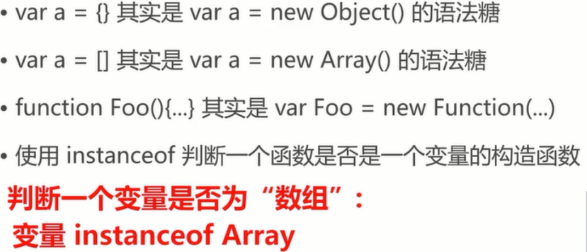 • var a = {} 其实是 var a = new Object() 的语法糖
• var a = [] 其实是 var a = new Array() 的语法糖
• function Foo(){...} 其实是 var Foo = new Function(...)
• 使用 instanceof 判断一个函数是否是一个变量的构造函数
判断一个变量是否为“数组”：
变量 instanceof Array